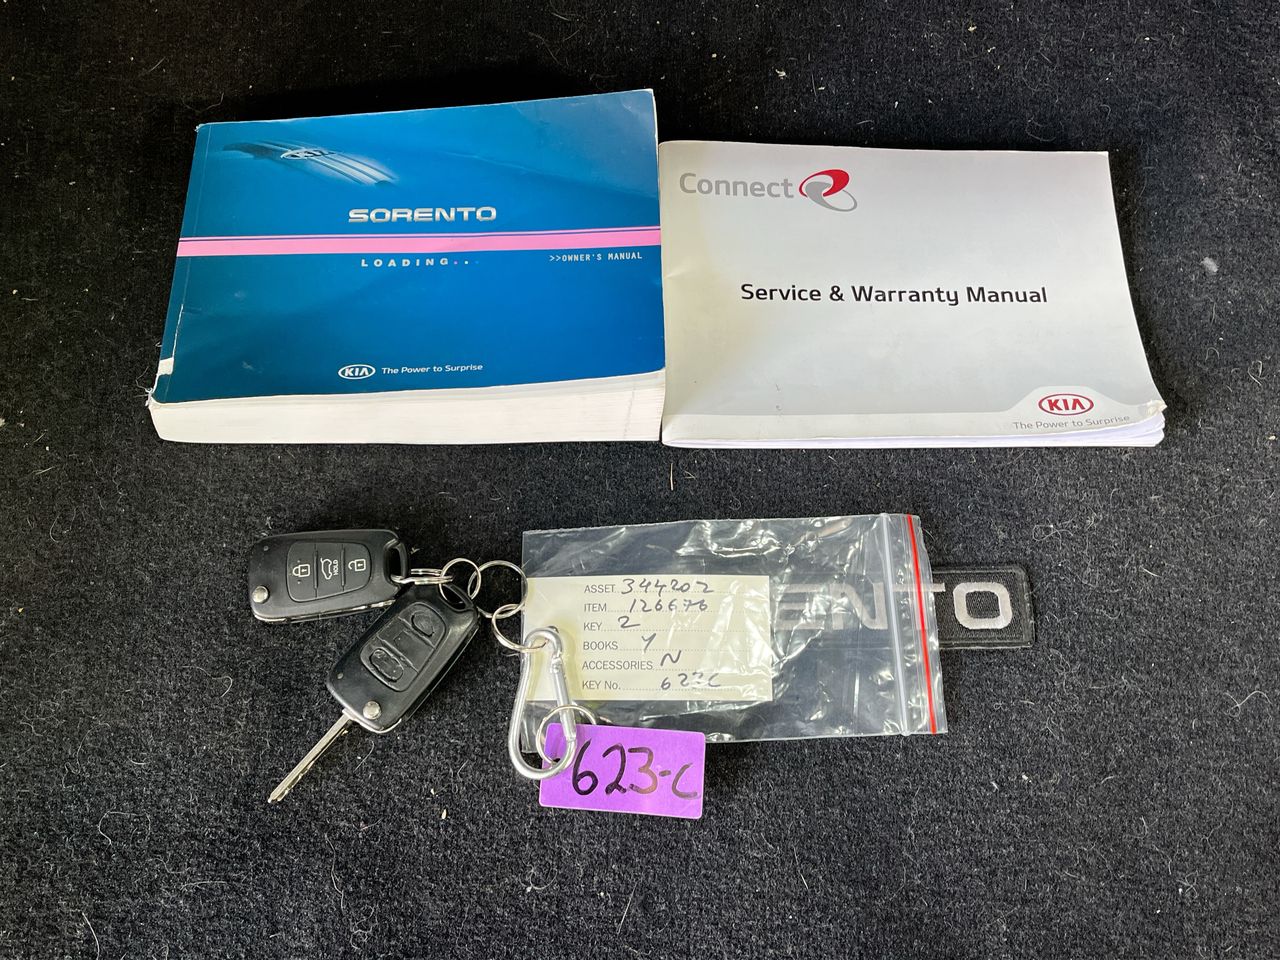 SORENTO
LOADING...
>>OWNER'S MANUAL
KIA The Power to Surprise
Connect
Service & Warranty Manual
KIA
The Power to Surprise
HOLD
ASSET 344202
ITEM 126676
KEY 2
BOOKS Y
ACCESSORIES N
KEY No. 623C
ENTO
623-C